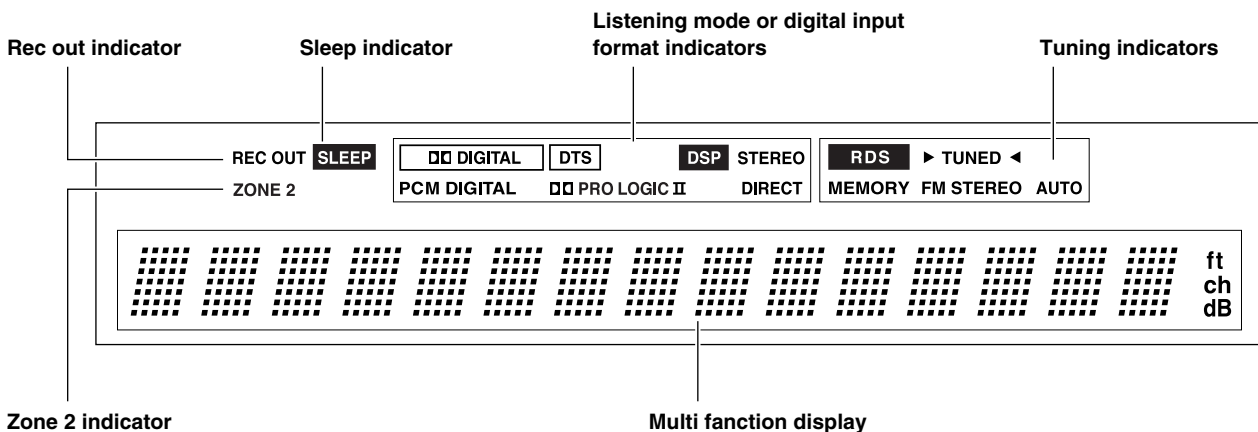 Listening mode or digital input
format indicators
Rec out indicator
Sleep indicator
Tuning indicators
REC OUT SLEEP
DIGITAL DTS DSP STEREO
RDS ► TUNED ◄
ZONE 2
PCM DIGITAL PRO LOGIC II DIRECT
MEMORY FM STEREO AUTO
ft
ch
dB
Zone 2 indicator
Multi fanction display